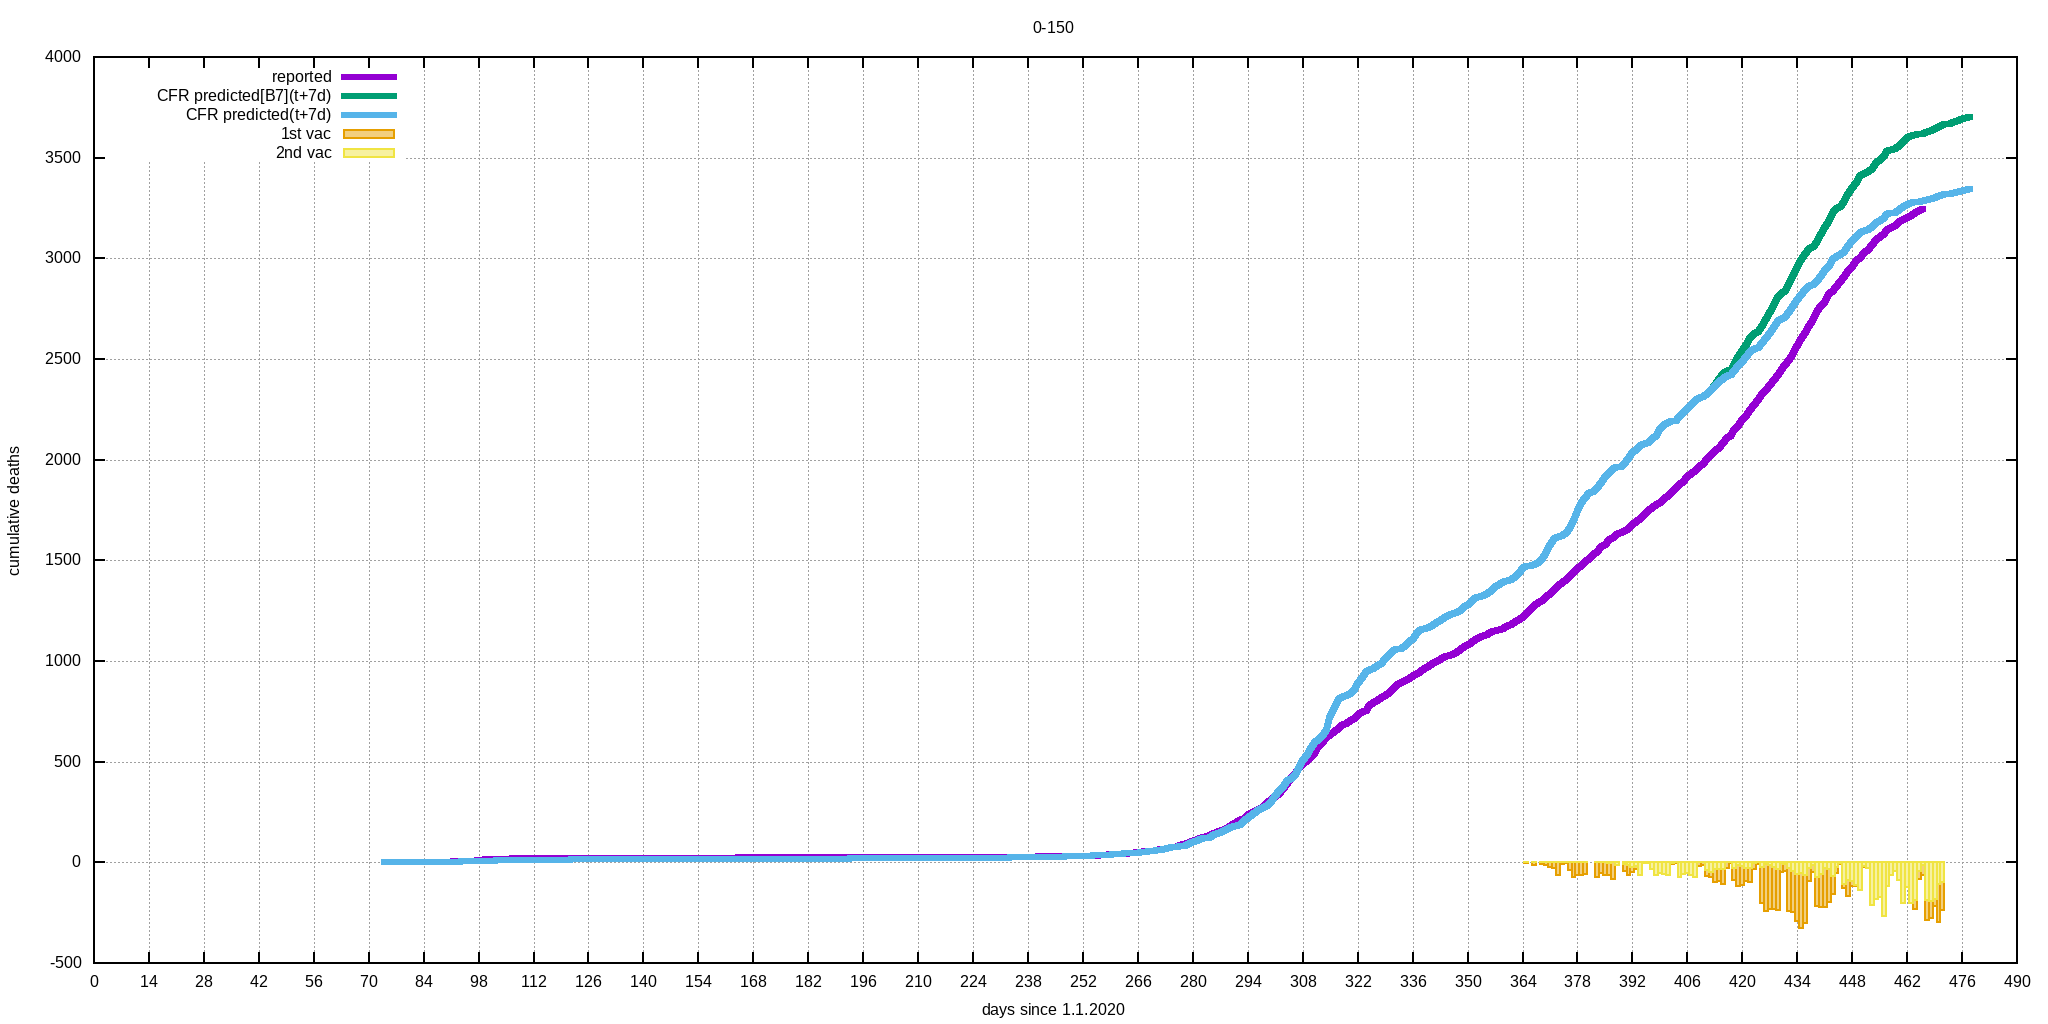 0-150
4000
3500
3000
2500
2000
1500
1000
500
0
-500
cumulative deaths
reported
CFR predicted[B7](t+7d)
CFR predicted(t+7d)
1st vac
2nd vac
0 14 28 42 56 70 84 98 112 126 140 154 168 182 196 210 224 238 252 266 280 294 308 322 336 350 364 378 392 406 420 434 448 462 476 490
days since 1.1.2020